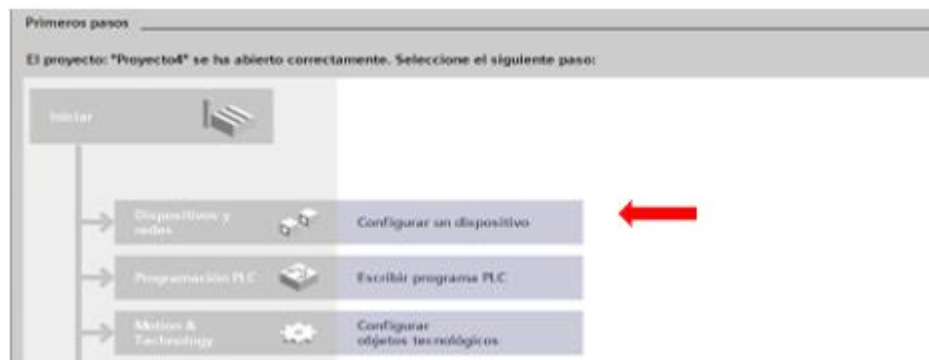 Primeros pasos
El proyecto: "Proyecto4" se ha abierto correctamente. Seleccione el siguiente paso:
Iniciar
Dispositivos y
redes
Configurar un dispositivo
Programación PLC
Escribir programa PLC
Motion &
Technology
Configurar
objetos tecnológicos